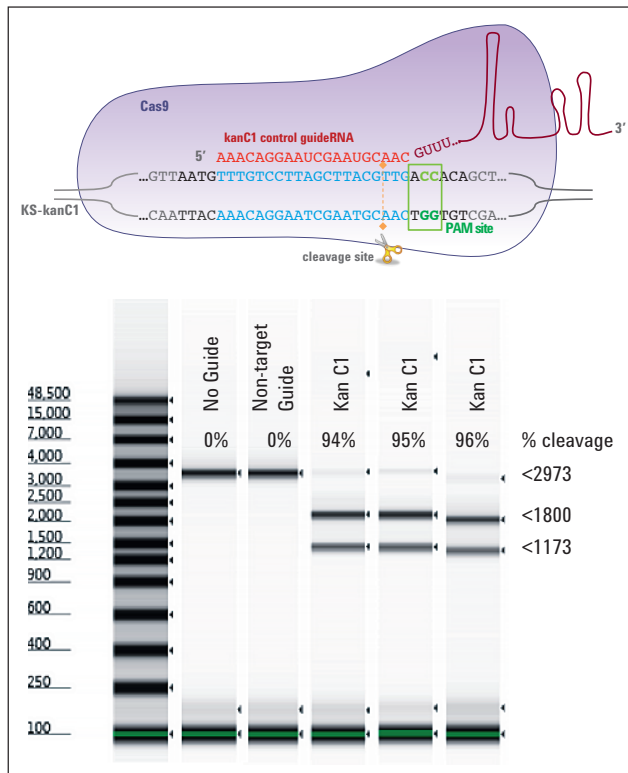 Cas9
kanC1 control guideRNA
GUUU...
3’
5’ AAACAGGAAUCGAAUGCAAC
...GTTAATGTTTGTCCTTAGCTTACGTTGACCACAGCT...
KS-kanC1
...CAATTACAAACAGGAATCGAATGCAACTGGTGTCGA...
PAM site
cleavage site
No Guide
Non-target Guide
Kan C1
Kan C1
Kan C1
0% 0% 94% 95% 96% % cleavage
48,500
15,000
7,000
4,000
3,000
2,500
2,000
1,500
1,200
900
600
400
250
100
<2973
<1800
<1173